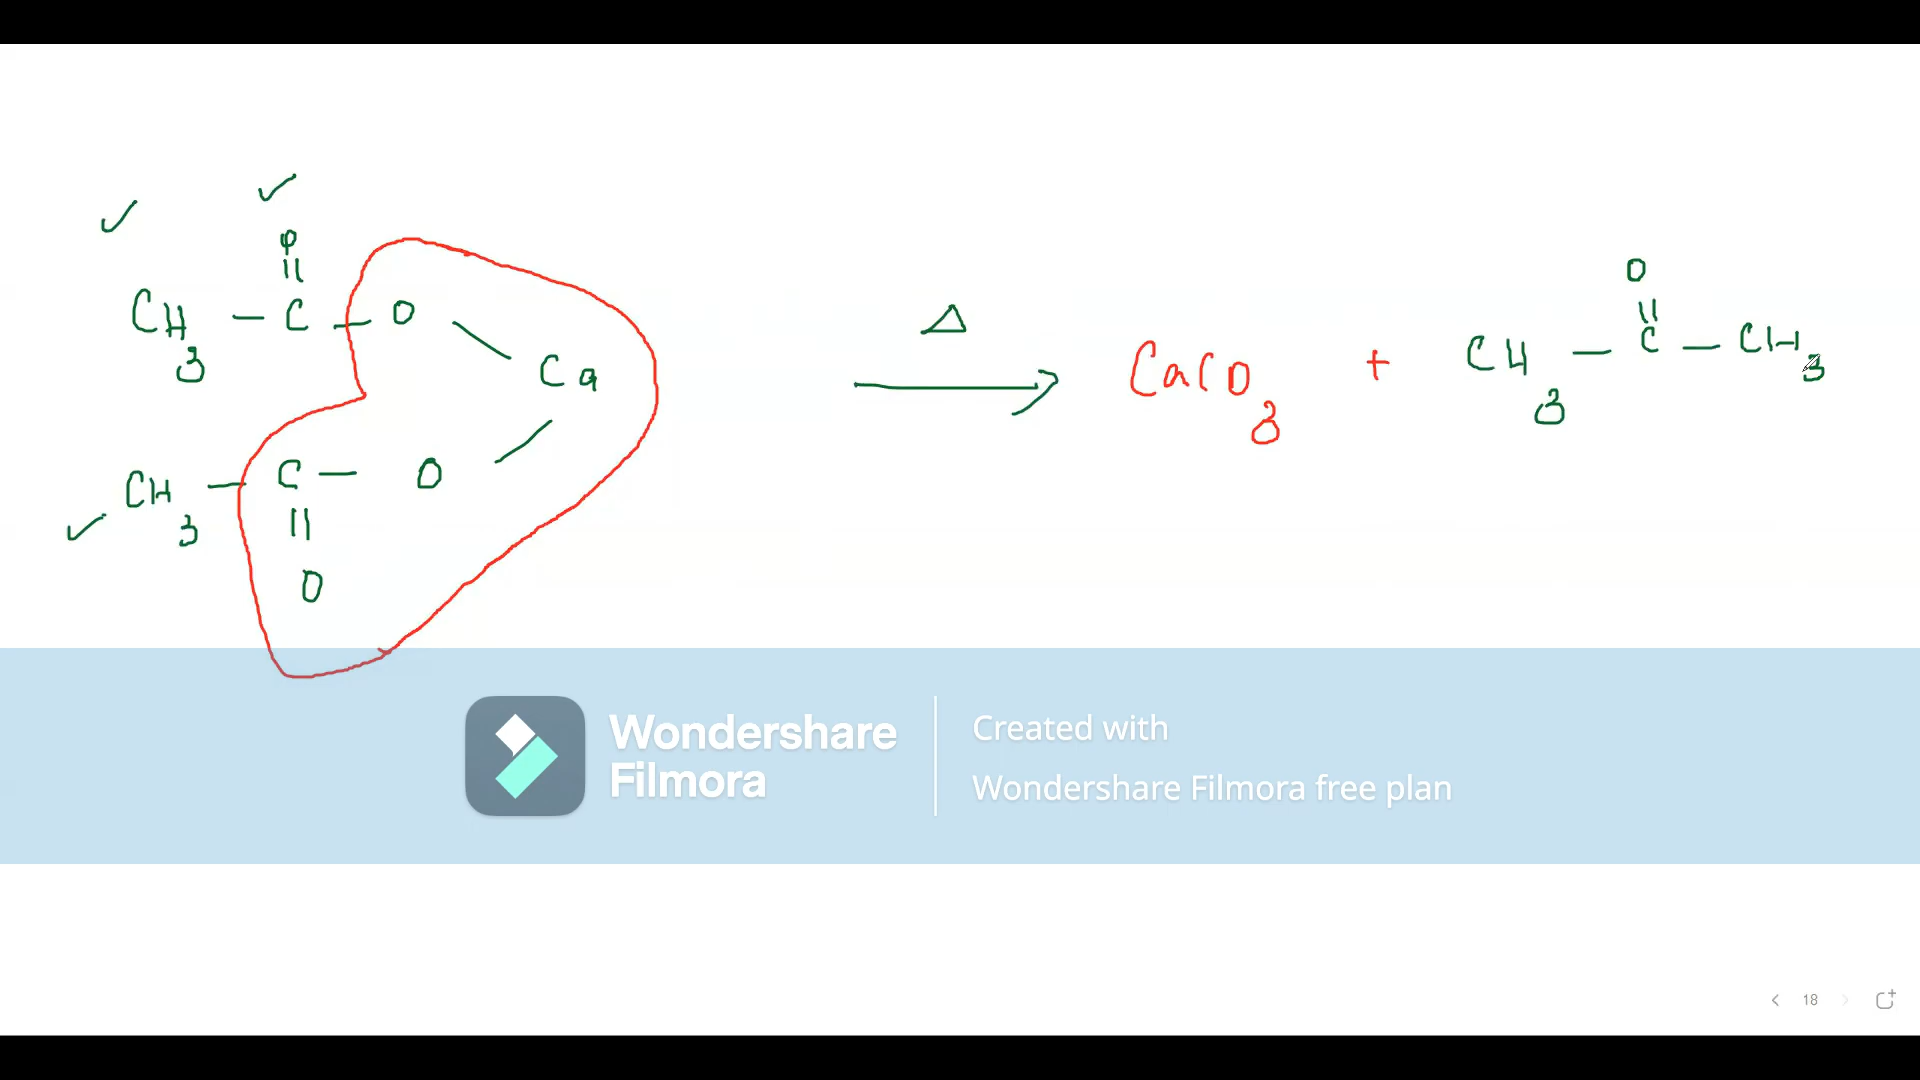 ✓ ✓
O
||
CH3 — C — O
Ca
✓ CH3 — C — O
||
O
Δ
→
CaCO3 + CH3 — C — CH3
||
O
Wondershare
Filmora
Created with
Wondershare Filmora free plan
< 18 >